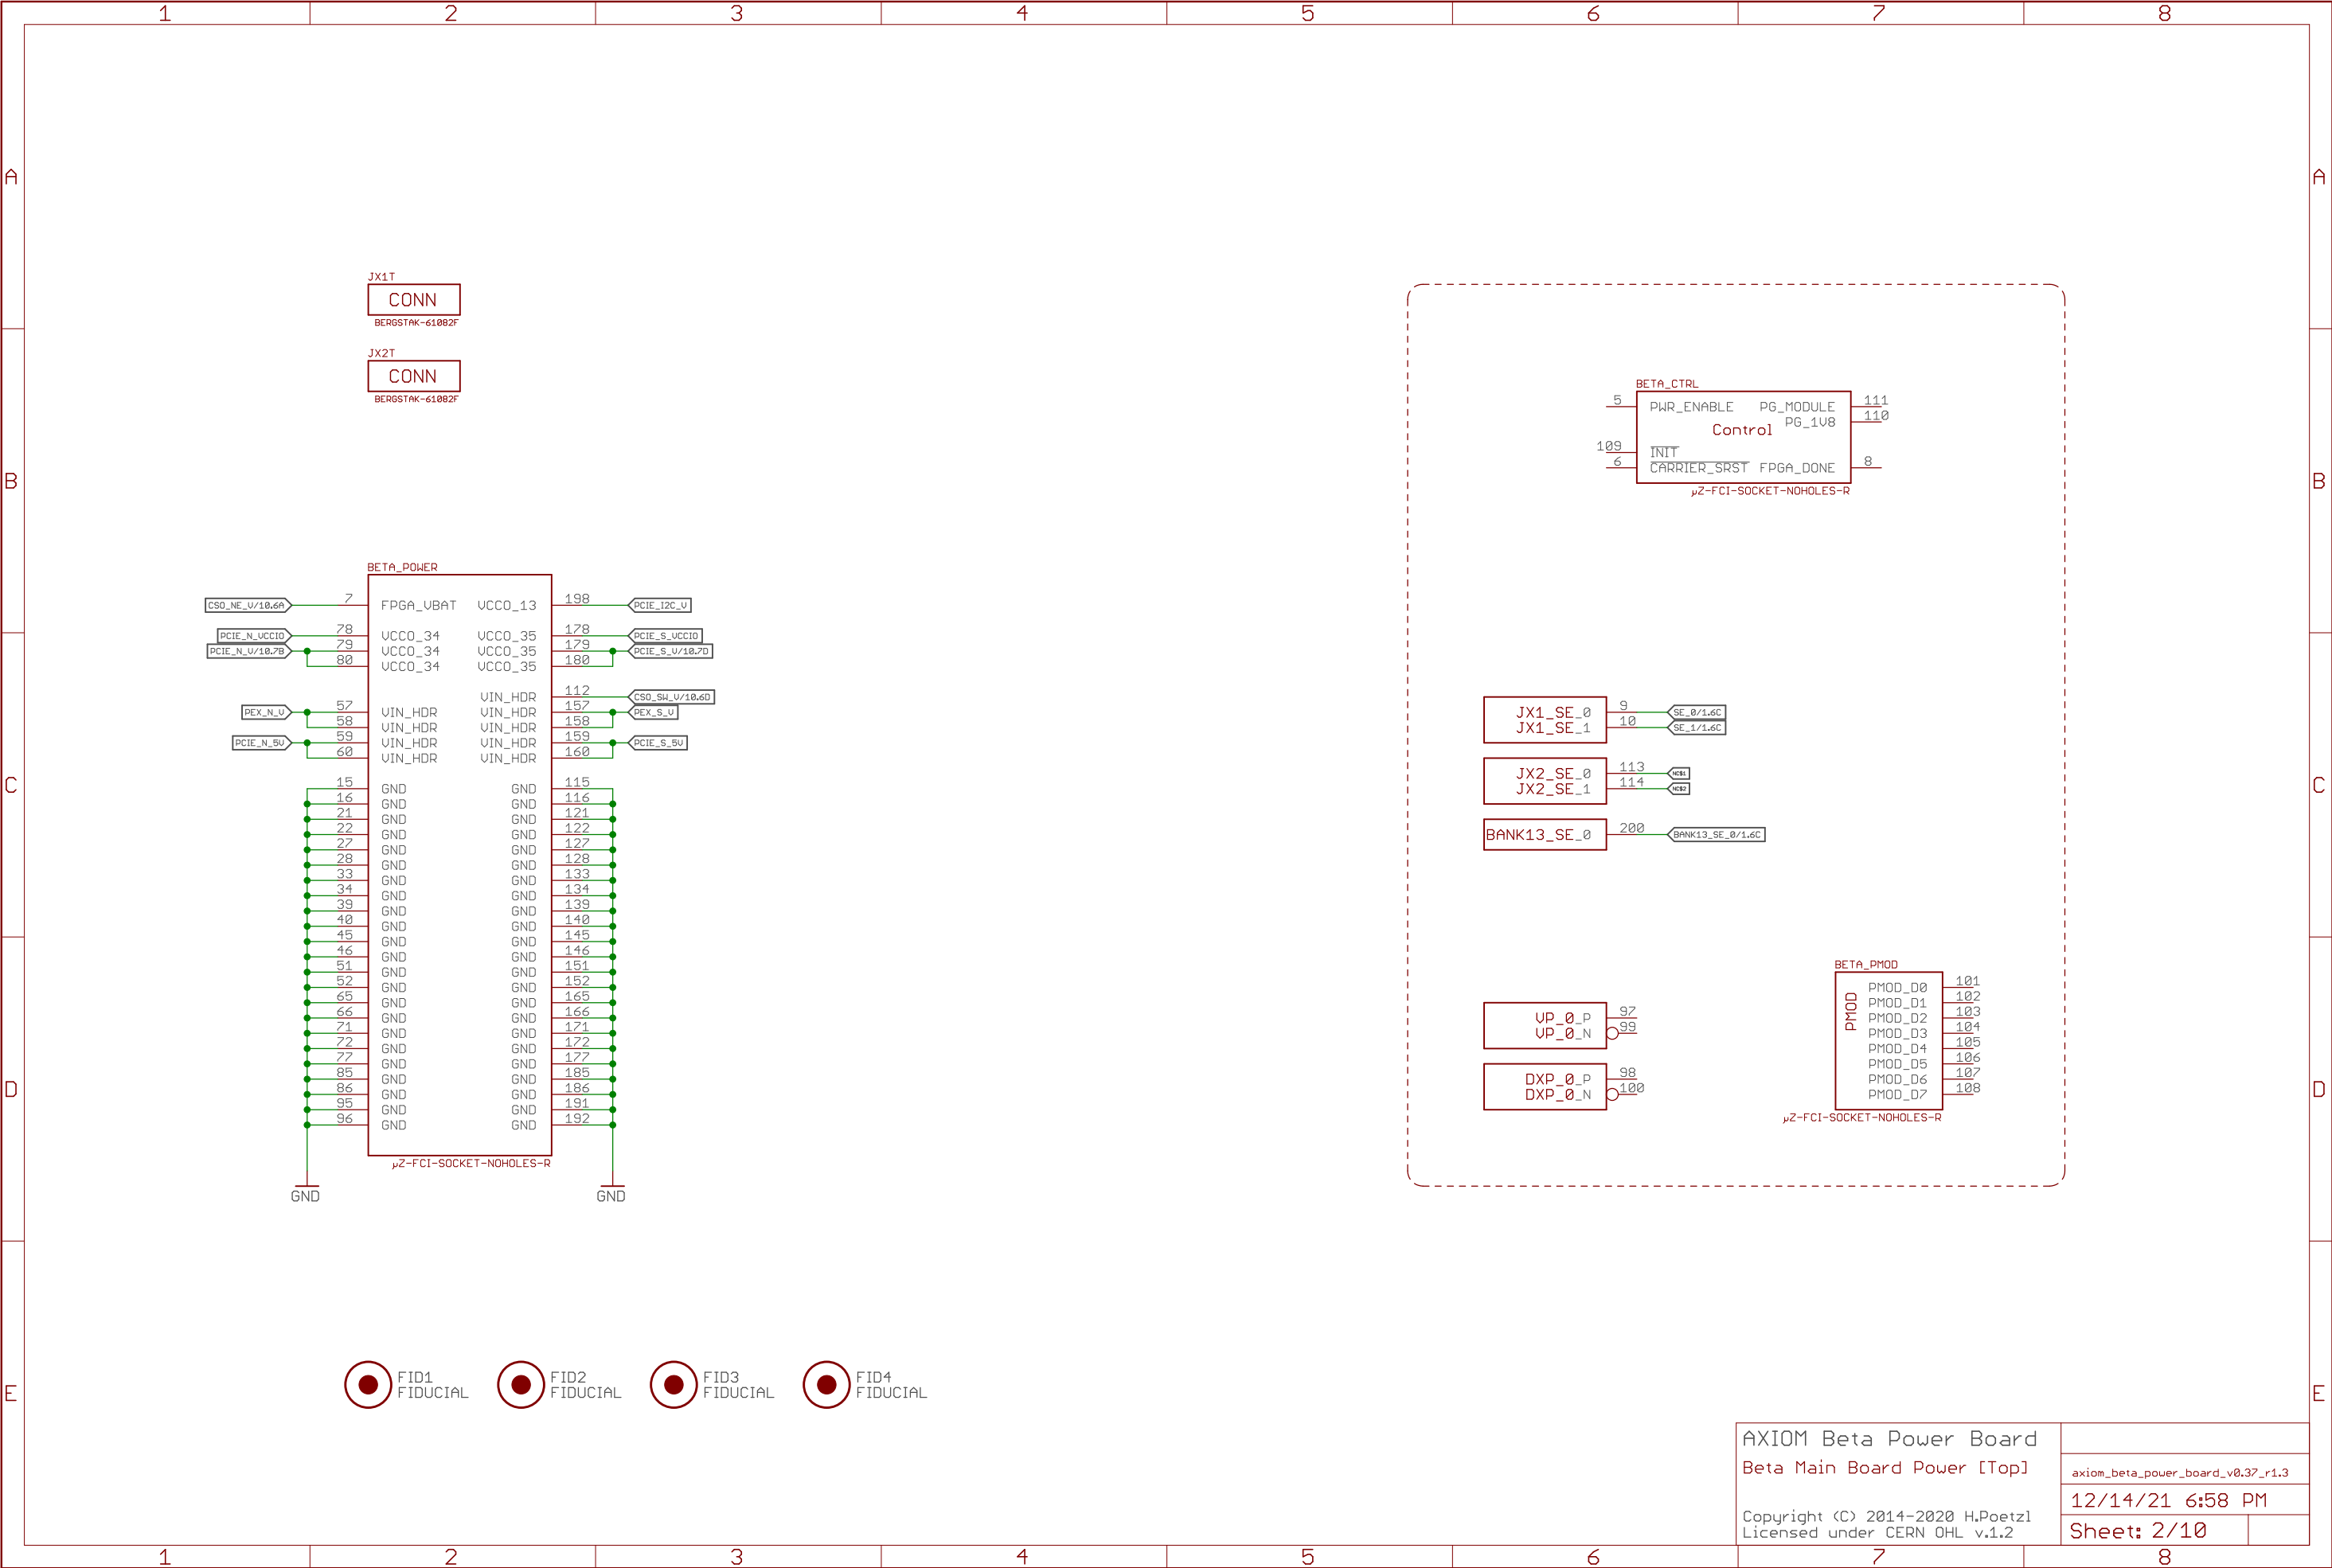 1 2 3 4 5 6 7 8
A A
B B
C C
D D
E E
JX1T
CONN
BERGSTAK-61082F
JX2T
CONN
BERGSTAK-61082F
BETA_POWER
CSO_NE_V/10.6A 7 FPGA_VBAT VCCO_13 198 PCIE_I2C_V
PCIE_N_VCCIO 78 VCCO_34 VCCO_35 178 PCIE_S_VCCIO
PCIE_N_V/10.7B 79 VCCO_34 VCCO_35 179 PCIE_S_V/10.7D
80 VCCO_34 VCCO_35 180
VIN_HDR 112 CSO_SW_V/10.6D
PEX_N_V 57 VIN_HDR VIN_HDR 157 PEX_S_V
58 VIN_HDR VIN_HDR 158
PCIE_N_5V 59 VIN_HDR VIN_HDR 159 PCIE_S_5V
60 VIN_HDR VIN_HDR 160
15 GND GND 115
16 GND GND 116
21 GND GND 121
22 GND GND 122
27 GND GND 127
28 GND GND 128
33 GND GND 133
34 GND GND 134
39 GND GND 139
40 GND GND 140
45 GND GND 145
46 GND GND 146
51 GND GND 151
52 GND GND 152
65 GND GND 165
66 GND GND 166
71 GND GND 171
72 GND GND 172
77 GND GND 177
85 GND GND 185
86 GND GND 186
95 GND GND 191
96 GND GND 192
µZ-FCI-SOCKET-NOHOLES-R
GND GND
BETA_CTRL
5 PWR_ENABLE PG_MODULE 111
PG_1V8 110
Control
109 INIT
6 CARRIER_SRST FPGA_DONE 8
µZ-FCI-SOCKET-NOHOLES-R
JX1_SE_0 9 SE_0/1.6C
JX1_SE_1 10 SE_1/1.6C
JX2_SE_0 113 NC$1
JX2_SE_1 114 NC$2
BANK13_SE_0 200 BANK13_SE_0/1.6C
VP_0_P 97
VP_0_N 99
DXP_0_P 98
DXP_0_N 100
BETA_PMOD
PMOD
PMOD_D0 101
PMOD_D1 102
PMOD_D2 103
PMOD_D3 104
PMOD_D4 105
PMOD_D5 106
PMOD_D6 107
PMOD_D7 108
µZ-FCI-SOCKET-NOHOLES-R
FID1
FIDUCIAL
FID2
FIDUCIAL
FID3
FIDUCIAL
FID4
FIDUCIAL
AXIOM Beta Power Board
Beta Main Board Power [Top]
Copyright (C) 2014-2020 H.Poetzl
Licensed under CERN OHL v.1.2
axiom_beta_power_board_v0.37_r1.3
12/14/21 6:58 PM
Sheet: 2/10
1 2 3 4 5 6 7 8